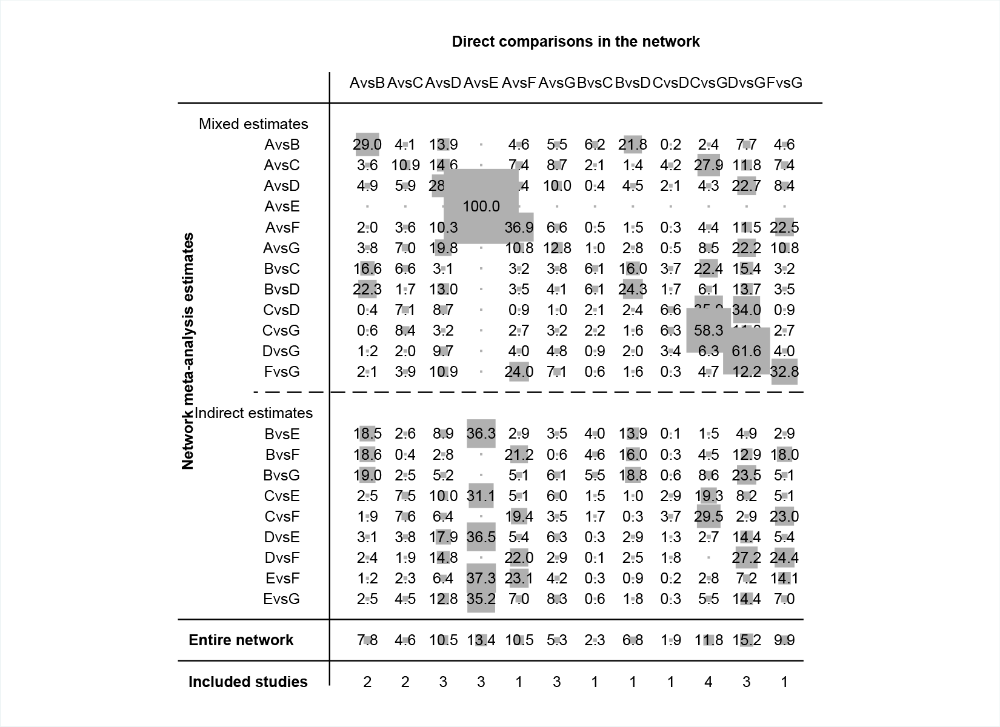 Direct comparisons in the network
AvsB AvsC AvsD AvsE AvsF AvsG BvsC BvsD CvsD CvsG DvsG FvsG
Network meta-analysis estimates
Mixed estimates
AvsB 29.0 4.1 13.9 . 4.6 5.5 6.2 21.8 0.2 2.4 7.7 4.6
AvsC 3.6 10.9 14.6 . 7.4 8.7 2.1 1.4 4.2 27.9 11.8 7.4
AvsD 4.9 5.9 10.0 0.4 4.5 2.1 4.3 22.7 8.4
AvsE . . . 100.0 . . . . . . . .
AvsF 2.0 3.6 10.3 36.9 6.6 0.5 1.5 0.3 4.4 11.5 22.5
AvsG 3.8 7.0 19.8 . 10.8 12.8 1.0 2.8 0.5 8.5 22.2 10.8
BvsC 16.6 6.6 3.1 . 3.2 3.8 6.1 16.0 3.7 22.4 15.4 3.2
BvsD 22.3 1.7 13.0 . 3.5 4.1 6.1 24.3 1.7 6.1 13.7 3.5
CvsD 0.4 7.1 8.7 . 0.9 1.0 2.1 2.4 6.6 34.0 0.9
CvsG 0.6 8.4 3.2 . 2.7 3.2 2.2 1.6 6.3 58.3 2.7
DvsG 1.2 2.0 9.7 . 4.0 4.8 0.9 2.0 3.4 6.3 61.6 4.0
FvsG 2.1 3.9 10.9 . 24.0 7.1 0.6 1.6 0.3 4.7 12.2 32.8
Indirect estimates
BvsE 18.5 2.6 8.9 36.3 2.9 3.5 4.0 13.9 0.1 1.5 4.9 2.9
BvsF 18.6 0.4 2.8 . 21.2 0.6 4.6 16.0 0.3 4.5 12.9 18.0
BvsG 19.0 2.5 5.2 . 5.1 6.1 5.5 18.8 0.6 8.6 23.5 5.1
CvsE 2.5 7.5 10.0 31.1 5.1 6.0 1.5 1.0 2.9 19.3 8.2 5.1
CvsF 1.9 7.6 6.4 . 19.4 3.5 1.7 0.3 3.7 29.5 2.9 23.0
DvsE 3.1 3.8 17.9 36.5 5.4 6.3 0.3 2.9 1.3 2.7 14.4 5.4
DvsF 2.4 1.9 14.8 . 22.0 2.9 0.1 2.5 1.8 . 27.2 24.4
EvsF 1.2 2.3 6.4 37.3 23.1 4.2 0.3 0.9 0.2 2.8 7.2 14.1
EvsG 2.5 4.5 12.8 35.2 7.0 8.3 0.6 1.8 0.3 5.5 14.4 7.0
Entire network 7.8 4.6 10.5 13.4 10.5 5.3 2.3 6.8 1.9 11.8 15.2 9.9
Included studies 2 2 3 3 1 3 1 1 1 4 3 1